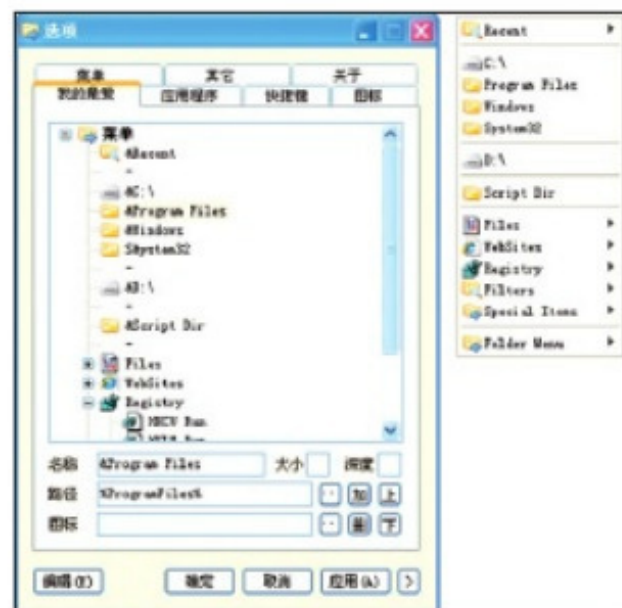 选项
菜单 其它 关于
我的最爱 应用程序 快捷键 图标
菜单
&Recent
-
&C:\
&Program Files
&Windows
S&ystem32
-
&D:\
-
&Script Dir
-
Files
WebSites
Registry
HKCU Run
名称 &Program Files 大小 深度
路径 %ProgramFiles% .. 加 上
图标 .. 下
编辑(E) 确定 取消 应用(A) >
Recent
C:\
Program Files
Windows
System32
D:\
Script Dir
Files
WebSites
Registry
Filters
Special Items
Folder Menu